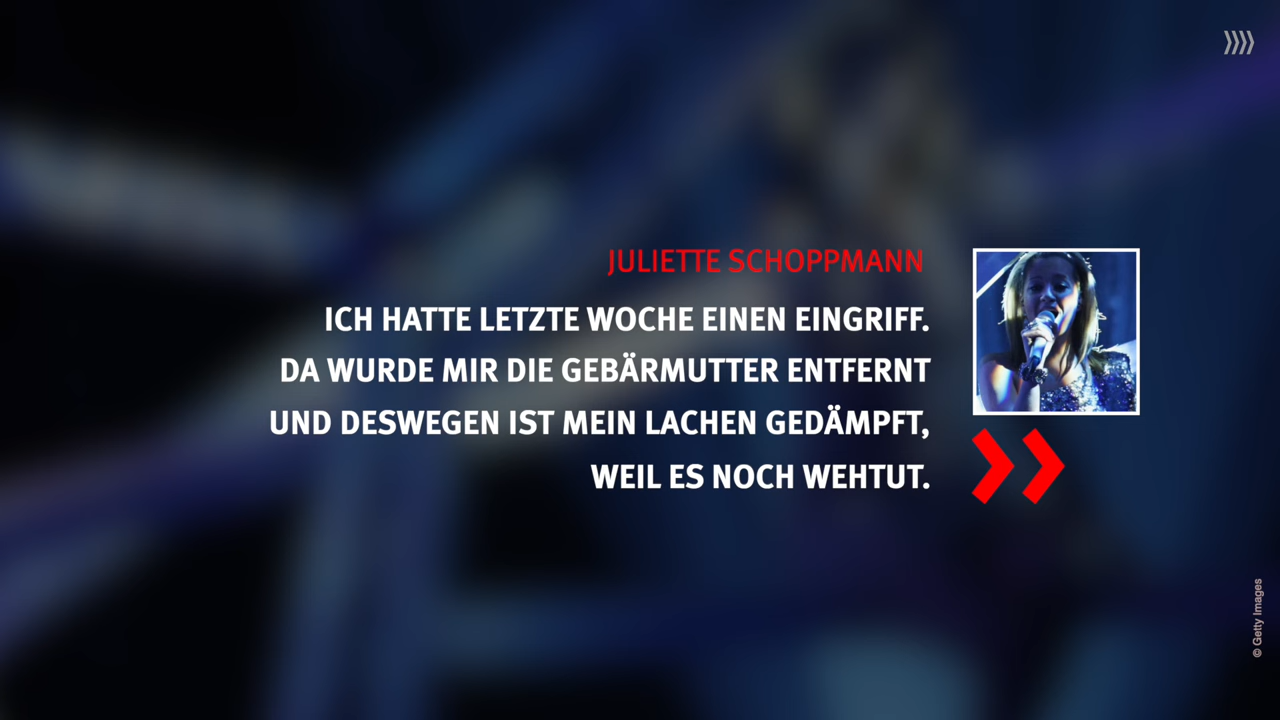 JULIETTE SCHOPPMANN
ICH HATTE LETZTE WOCHE EINEN EINGRIFF.
DA WURDE MIR DIE GEBÄRMUTTER ENTFERNT
UND DESWEGEN IST MEIN LACHEN GEDÄMPFT,
WEIL ES NOCH WEHTUT.
© Getty Images